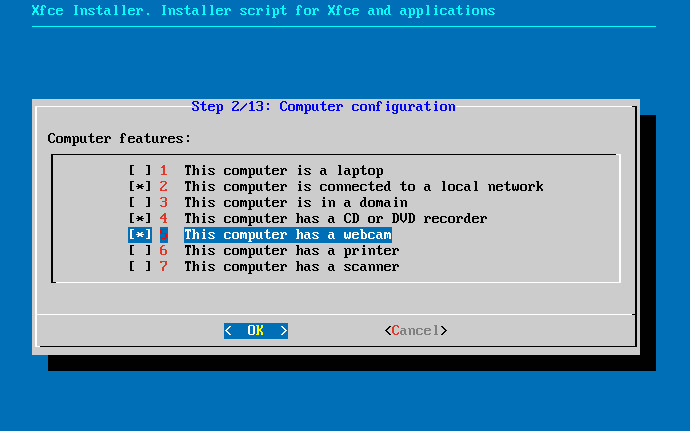 Xfce Installer. Installer script for Xfce and applications
Step 2/13: Computer configuration
Computer features:
[ ] 1 This computer is a laptop
[*] 2 This computer is connected to a local network
[ ] 3 This computer is in a domain
[*] 4 This computer has a CD or DVD recorder
[*] 5 This computer has a webcam
[ ] 6 This computer has a printer
[ ] 7 This computer has a scanner
< OK > <Cancel>